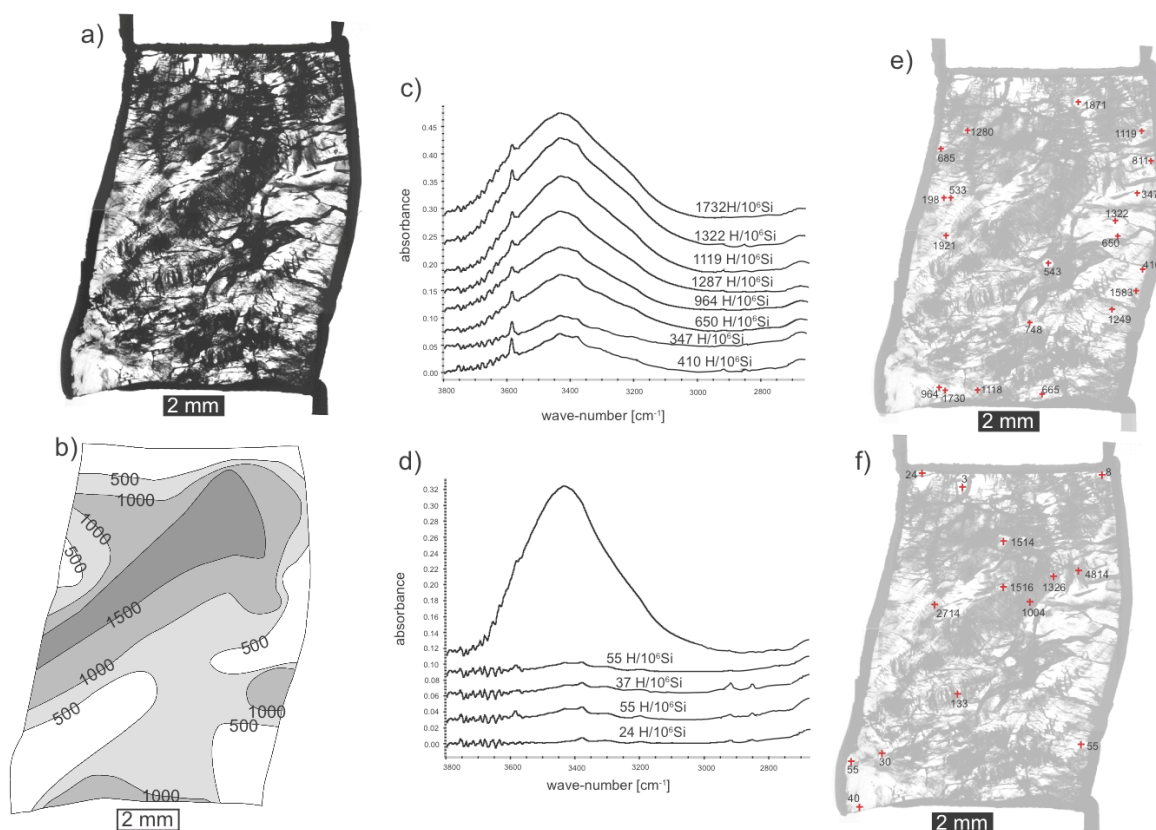 a)
2 mm
b)
500
1000
1000
500
1500
1000
500
500
1000
500
1000
2 mm
c)
absorbance
0.45
0.40
0.35
0.30
0.25
0.20
0.15
0.10
0.05
0.00
1732H/10⁶Si
1322 H/10⁶Si
1119 H/10⁶Si
1287 H/10⁶Si
964 H/10⁶Si
650 H/10⁶Si
347 H/10⁶Si
410 H/10⁶Si
3800 3600 3400 3200 3000 2800
wave-number [cm⁻¹]
d)
absorbance
0.32
0.30
0.28
0.26
0.24
0.22
0.20
0.18
0.16
0.14
0.12
0.10
0.08
0.06
0.04
0.02
0.00
55 H/10⁶Si
37 H/10⁶Si
55 H/10⁶Si
24 H/10⁶Si
3800 3600 3400 3200 3000 2800
wave-number [cm⁻¹]
e)
1871
1280
1119
685
811
198
533
347
1322
1921
650
543
410
1583
1249
748
964
1730
1118
665
2 mm
f)
24
3
8
1514
4814
1326
1516
2714
1004
133
55
30
55
40
2 mm